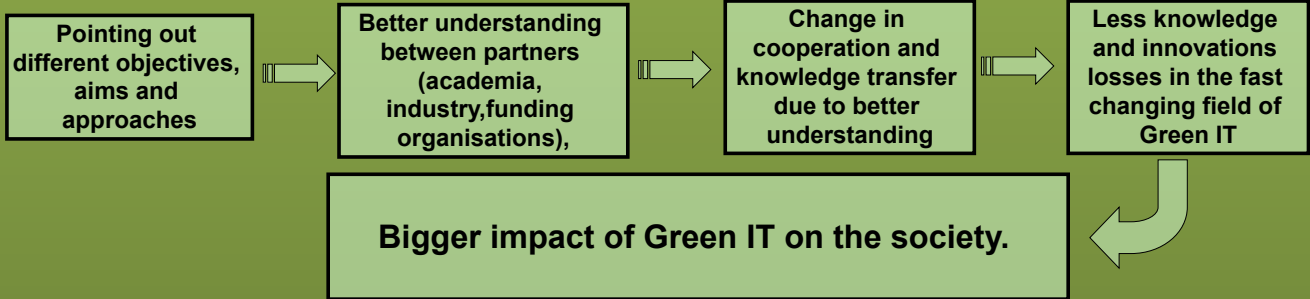 Pointing out
different objectives,
aims and
approaches
Better understanding
between partners
(academia,
industry,funding
organisations),
Change in
cooperation and
knowledge transfer
due to better
understanding
Less knowledge
and innovations
losses in the fast
changing field of
Green IT
Bigger impact of Green IT on the society.